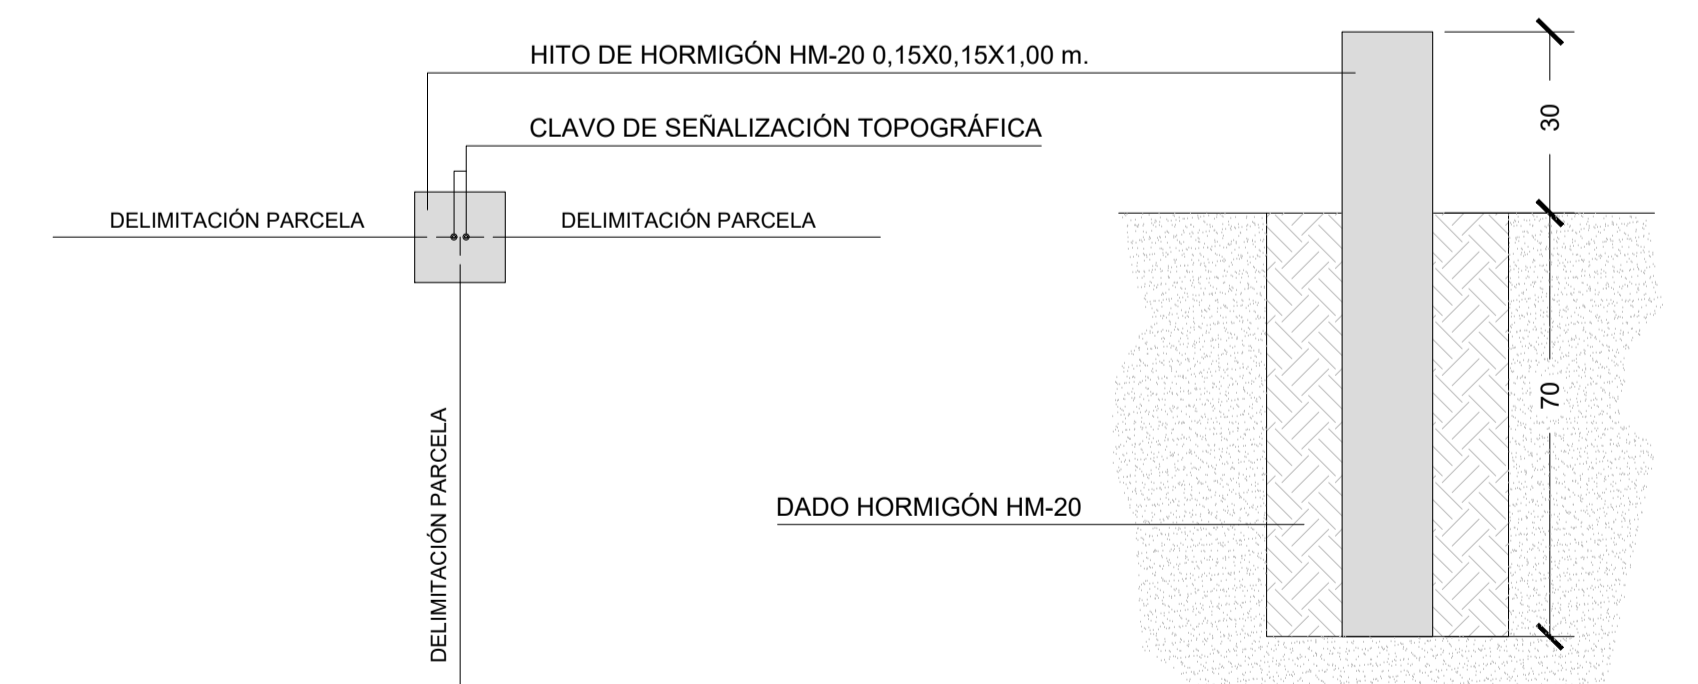 HITO DE HORMIGÓN HM-20 0,15X0,15X1,00 m.
30
CLAVO DE SEÑALIZACIÓN TOPOGRÁFICA
DELIMITACIÓN PARCELA
DELIMITACIÓN PARCELA
70
DELIMITACIÓN PARCELA
DADO HORMIGÓN HM-20